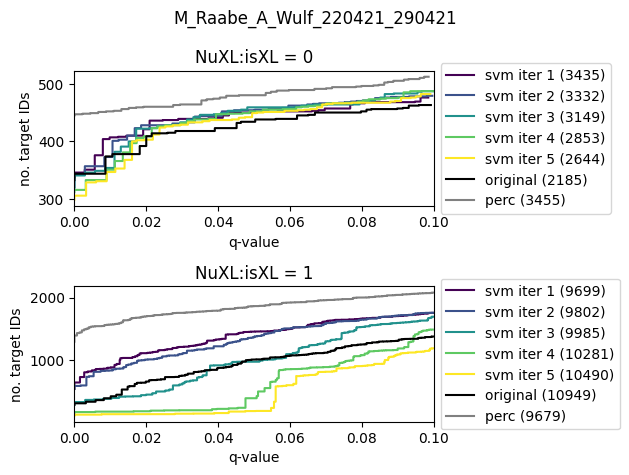 M_Raabe_A_Wulf_220421_290421
NuXL:isXL = 0
no. target IDs
500
400
300
0.00 0.02 0.04 0.06 0.08 0.10
q-value
svm iter 1 (3435)
svm iter 2 (3332)
svm iter 3 (3149)
svm iter 4 (2853)
svm iter 5 (2644)
original (2185)
perc (3455)
NuXL:isXL = 1
no. target IDs
2000
1000
0.00 0.02 0.04 0.06 0.08 0.10
q-value
svm iter 1 (9699)
svm iter 2 (9802)
svm iter 3 (9985)
svm iter 4 (10281)
svm iter 5 (10490)
original (10949)
perc (9679)